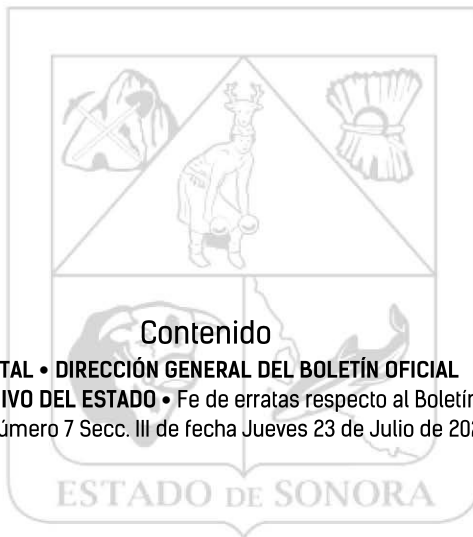 Contenido
TAL • DIRECCIÓN GENERAL DEL BOLETÍN OFICIAL
IVO DEL ESTADO • Fe de erratas respecto al Boletín
úmero 7 Secc. III de fecha Jueves 23 de Julio de 202
ESTADO DE SONORA